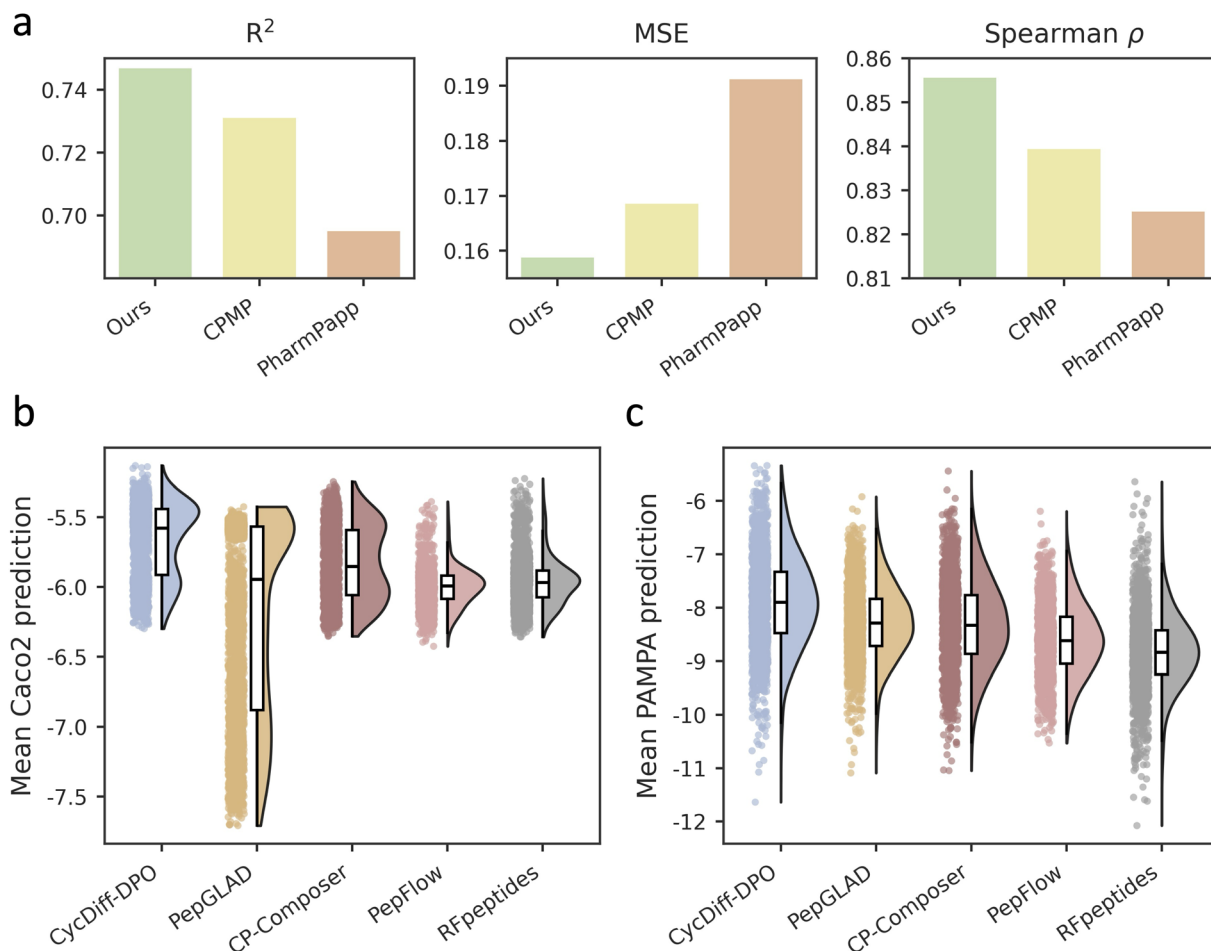 a
R²
0.74
0.72
0.70
Ours
CPMP
PharmPapp
MSE
0.19
0.18
0.17
0.16
Ours
CPMP
PharmPapp
Spearman ρ
0.86
0.85
0.84
0.83
0.82
0.81
Ours
CPMP
PharmPapp
b
Mean Caco2 prediction
-5.5
-6.0
-6.5
-7.0
-7.5
CycDiff-DPO
PepGLAD
CP-Composer
PepFlow
RFpeptides
c
Mean PAMPA prediction
-6
-7
-8
-9
-10
-11
-12
CycDiff-DPO
PepGLAD
CP-Composer
PepFlow
RFpeptides